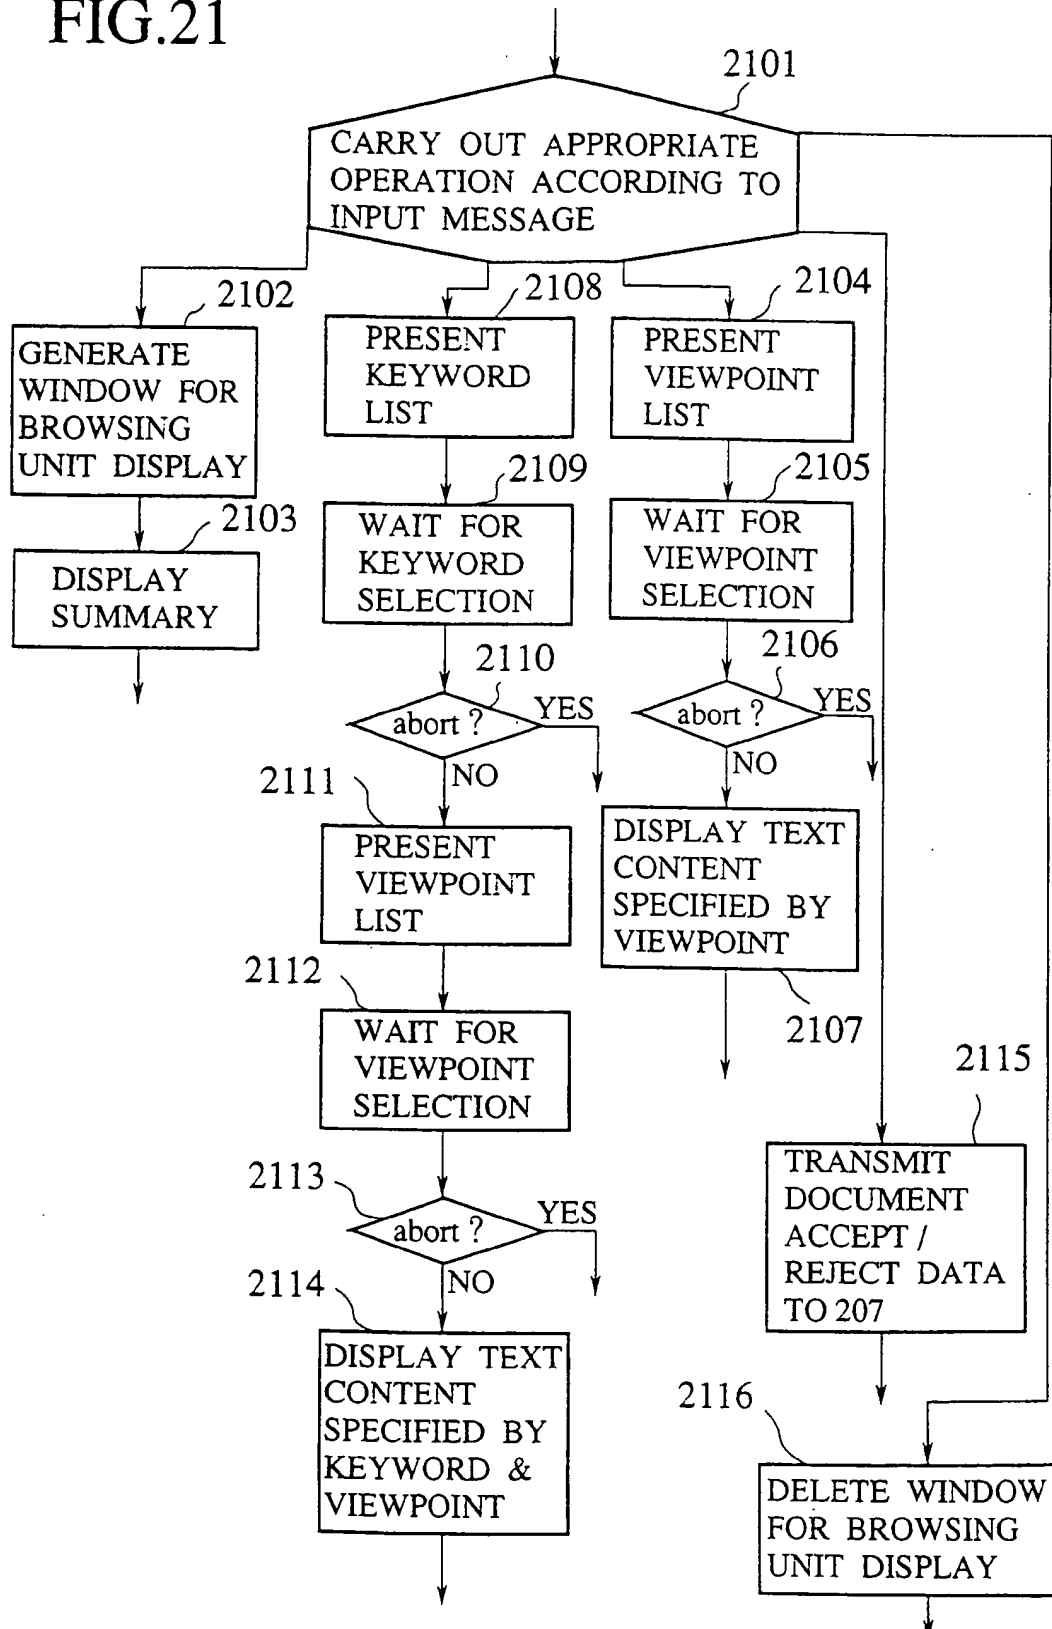 FIG.21
2101
CARRY OUT APPROPRIATE
OPERATION ACCORDING TO
INPUT MESSAGE
2102
GENERATE
WINDOW FOR
BROWSING
UNIT DISPLAY
2103
DISPLAY
SUMMARY
2108
PRESENT
KEYWORD
LIST
2109
WAIT FOR
KEYWORD
SELECTION
2110
abort ?
YES
NO
2111
PRESENT
VIEWPOINT
LIST
2112
WAIT FOR
VIEWPOINT
SELECTION
2113
abort ?
YES
NO
2114
DISPLAY TEXT
CONTENT
SPECIFIED BY
KEYWORD &
VIEWPOINT
2104
PRESENT
VIEWPOINT
LIST
2105
WAIT FOR
VIEWPOINT
SELECTION
2106
abort ?
YES
NO
DISPLAY TEXT
CONTENT
SPECIFIED BY
VIEWPOINT
2107
2115
TRANSMIT
DOCUMENT
ACCEPT /
REJECT DATA
TO 207
2116
DELETE WINDOW
FOR BROWSING
UNIT DISPLAY